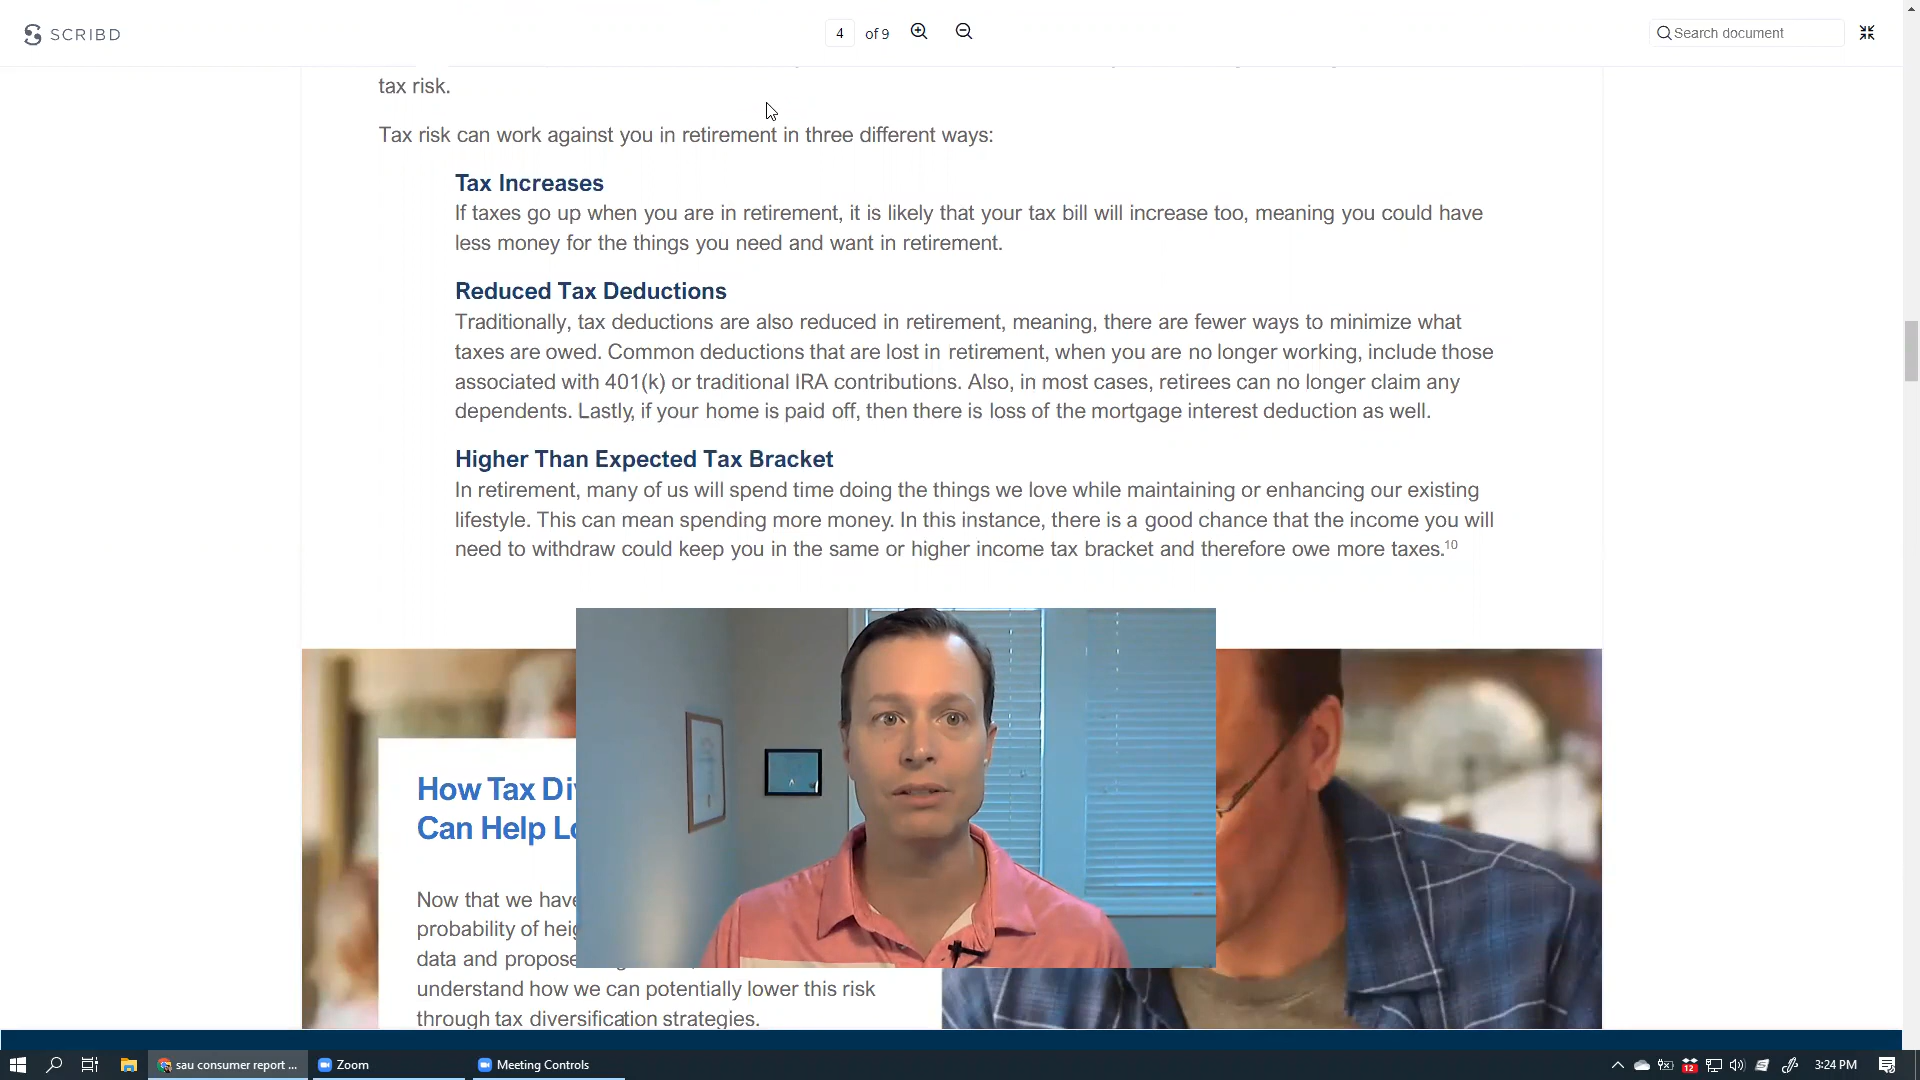 SCRIBD
4 of 9
Search document
tax risk.
Tax risk can work against you in retirement in three different ways:
Tax Increases
If taxes go up when you are in retirement, it is likely that your tax bill will increase too, meaning you could have
less money for the things you need and want in retirement.
Reduced Tax Deductions
Traditionally, tax deductions are also reduced in retirement, meaning, there are fewer ways to minimize what
taxes are owed. Common deductions that are lost in retirement, when you are no longer working, include those
associated with 401(k) or traditional IRA contributions. Also, in most cases, retirees can no longer claim any
dependents. Lastly, if your home is paid off, then there is loss of the mortgage interest deduction as well.
Higher Than Expected Tax Bracket
In retirement, many of us will spend time doing the things we love while maintaining or enhancing our existing
lifestyle. This can mean spending more money. In this instance, there is a good chance that the income you will
need to withdraw could keep you in the same or higher income tax bracket and therefore owe more taxes.10
How Tax Di
Can Help L
Now that we have
probability of hei
data and propose
understand how we can potentially lower this risk
through tax diversification strategies.
sau consumer report ...
Zoom
Meeting Controls
12
3:24 PM